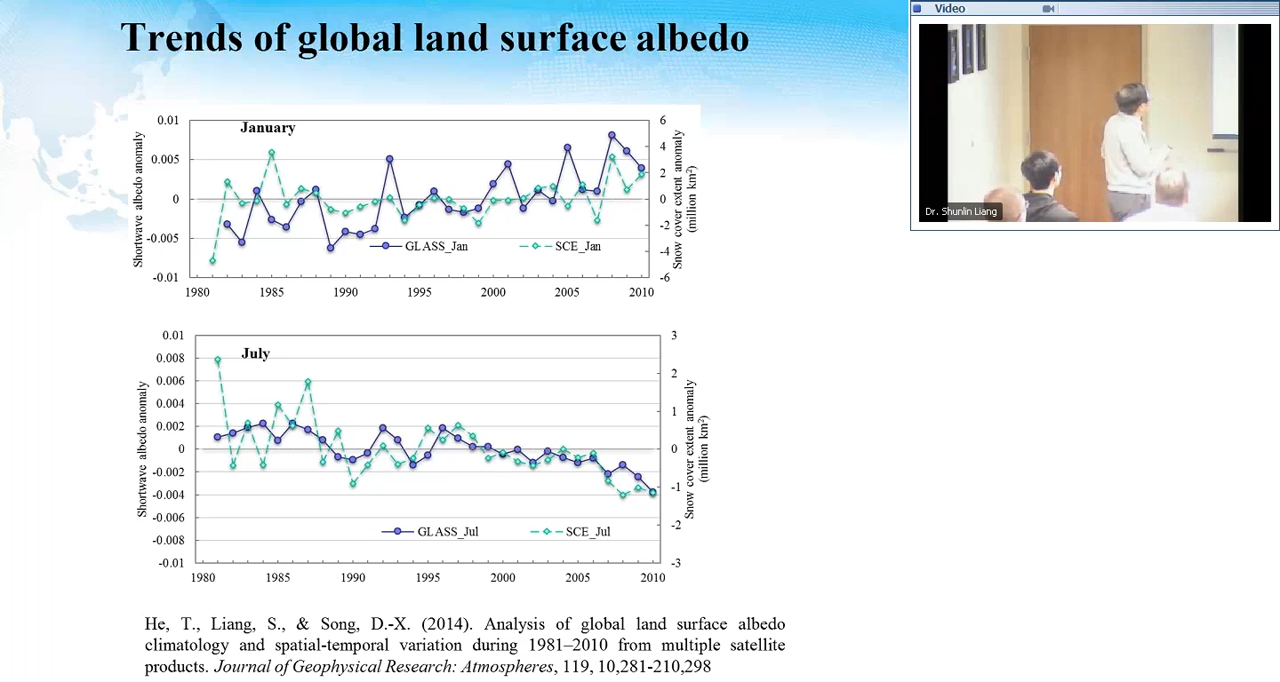 Trends of global land surface albedo
Video
Dr. Shunlin Liang
January
Shortwave albedo anomaly
0.01
0.005
0
-0.005
-0.01
6
4
2
0
-2
-4
-6
Snow cover extent anomaly
(million km²)
GLASS_Jan
SCE_Jan
1980
1985
1990
1995
2000
2005
2010
July
Shortwave albedo anomaly
0.01
0.008
0.006
0.004
0.002
0
-0.002
-0.004
-0.006
-0.008
-0.01
3
2
1
0
-1
-2
-3
Snow cover extent anomaly
(million km²)
GLASS_Jul
SCE_Jul
1980
1985
1990
1995
2000
2005
2010
He, T., Liang, S., & Song, D.-X. (2014). Analysis of global land surface albedo
climatology and spatial-temporal variation during 1981–2010 from multiple satellite
products. Journal of Geophysical Research: Atmospheres, 119, 10,281-210,298